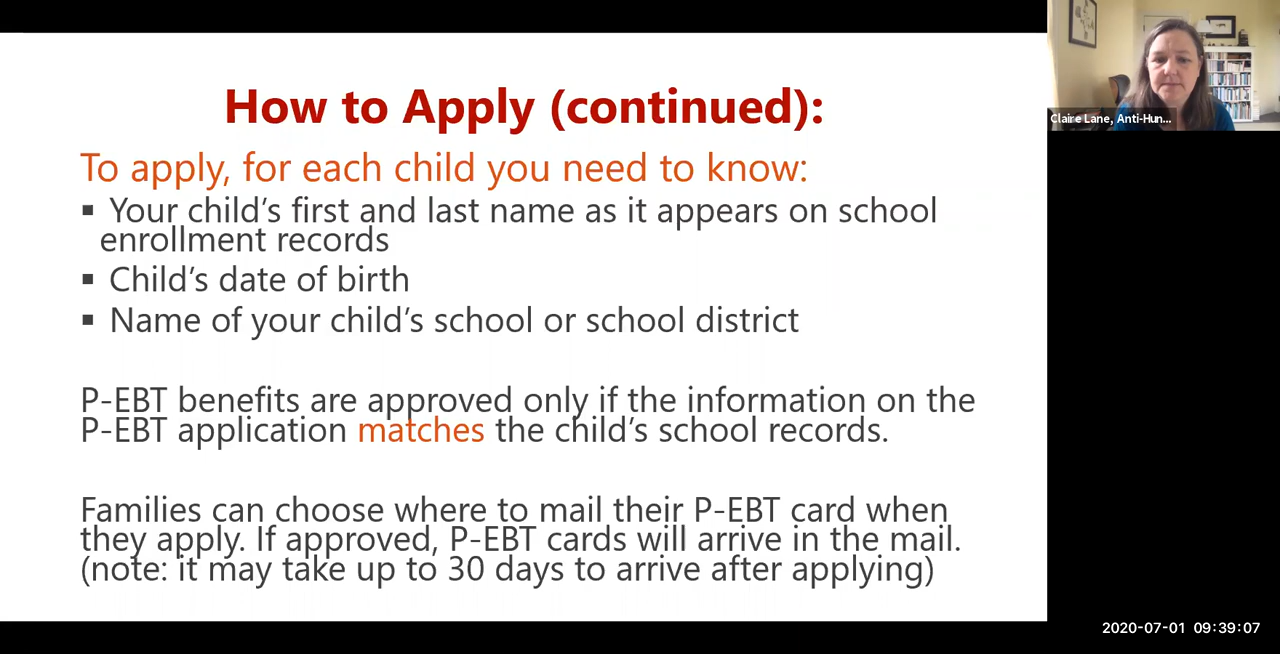 How to Apply (continued):
To apply, for each child you need to know:
▪ Your child's first and last name as it appears on school
enrollment records
▪ Child's date of birth
▪ Name of your child's school or school district
P-EBT benefits are approved only if the information on the
P-EBT application matches the child's school records.
Families can choose where to mail their P-EBT card when
they apply. If approved, P-EBT cards will arrive in the mail.
(note: it may take up to 30 days to arrive after applying)
Claire Lane, Anti-Hun...
2020-07-01 09:39:07